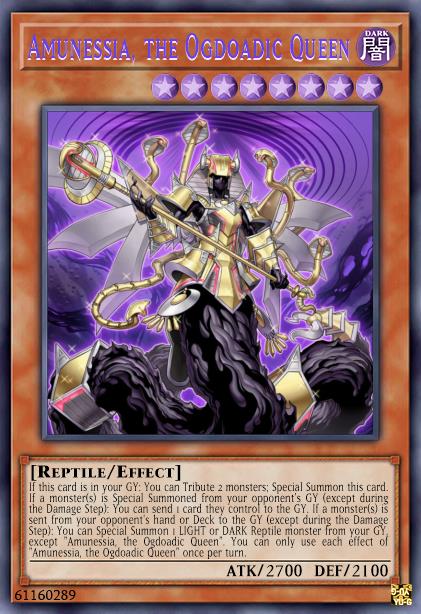 AMUNESSIA, THE OGDOADIC QUEEN
DARK
闇
[REPTILE/EFFECT]
If this card is in your GY: You can Tribute 2 monsters; Special Summon this card.
If a monster(s) is Special Summoned from your opponent's GY (except during
the Damage Step): You can send 1 card they control to the GY. If a monster(s) is
sent from your opponent's hand or Deck to the GY (except during the Damage
Step): You can Special Summon 1 LIGHT or DARK Reptile monster from your GY,
except "Amunessia, the Ogdoadic Queen". You can only use each effect of
"Amunessia, the Ogdoadic Queen" once per turn.
ATK/2700 DEF/2100
61160289